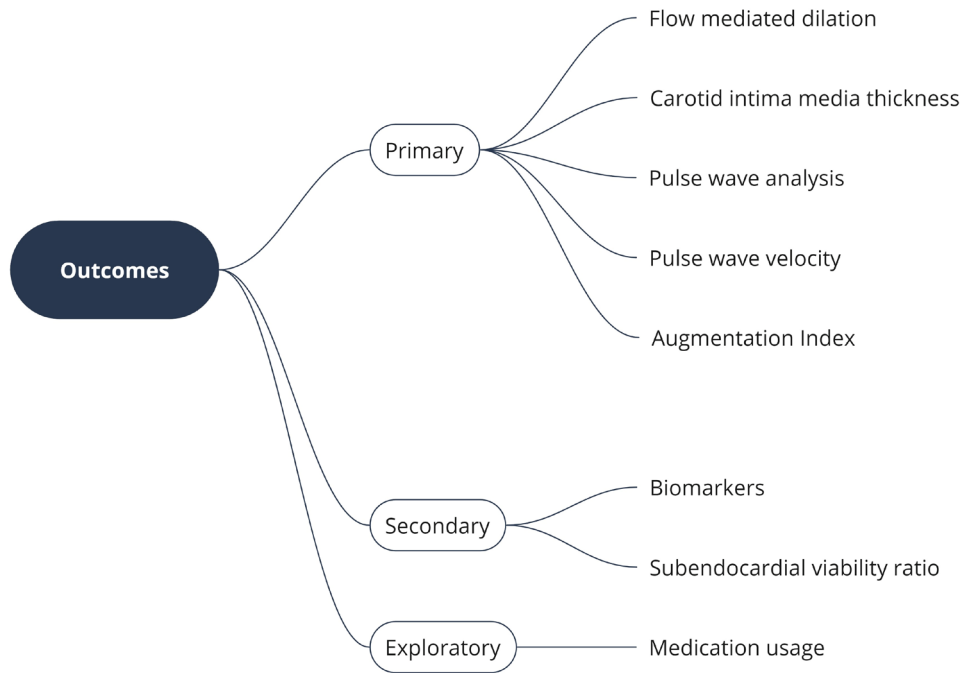 Outcomes
Primary
Flow mediated dilation
Carotid intima media thickness
Pulse wave analysis
Pulse wave velocity
Augmentation Index
Secondary
Biomarkers
Subendocardial viability ratio
Exploratory
Medication usage